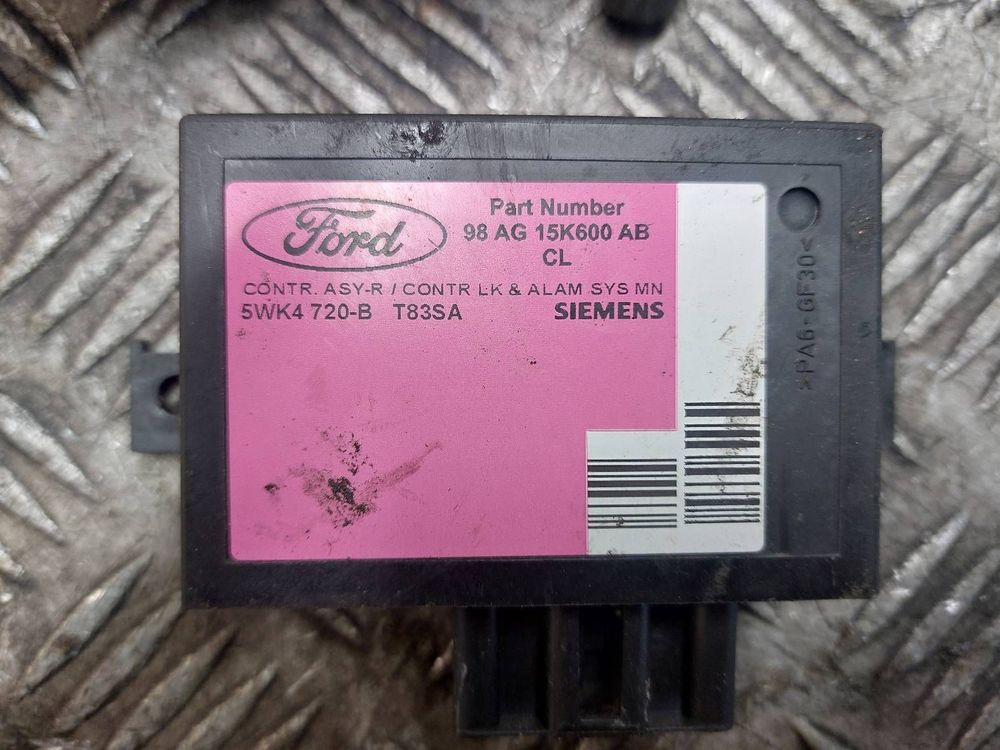 Ford
Part Number
98 AG 15K600 AB
CL
CONTR. ASY-R / CONTR LK & ALAM SYS MN
5WK4 720-B T83SA SIEMENS
>PA6-GF30<